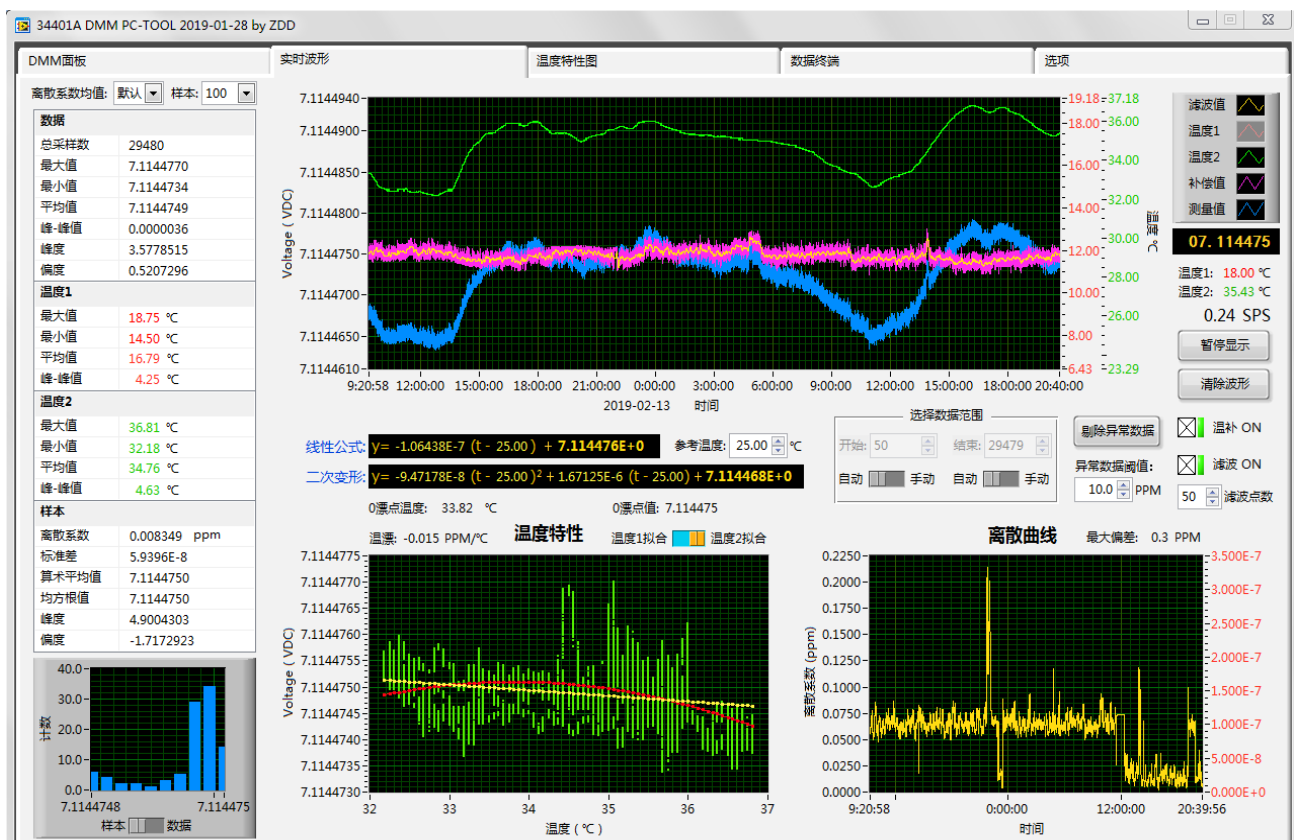 34401A DMM PC-TOOL 2019-01-28 by ZDD
DMM面板 实时波形 温度特性图 数据终端 选项
离散系数均值: 默认 样本: 100
数据
总采样数 29480
最大值 7.1144770
最小值 7.1144734
平均值 7.1144749
峰-峰值 0.0000036
峰度 3.5778515
偏度 0.5207296
温度1
最大值 18.75 ℃
最小值 14.50 ℃
平均值 16.79 ℃
峰-峰值 4.25 ℃
温度2
最大值 36.81 ℃
最小值 32.18 ℃
平均值 34.76 ℃
峰-峰值 4.63 ℃
样本
离散系数 0.008349 ppm
标准差 5.9396E-8
算术平均值 7.1144750
均方根值 7.1144750
峰度 4.9004303
偏度 -1.7172923
40.0
30.0
20.0
10.0
0.0
计数
7.1144748 7.114475
样本 数据
7.1144940
7.1144900
7.1144850
7.1144800
7.1144750
7.1144700
7.1144650
7.1144610
Voltage ( VDC)
19.18
18.00
16.00
14.00
12.00
10.00
8.00
6.43
37.18
36.00
34.00
32.00
30.00
28.00
26.00
23.29
温度 ℃
9:20:58 12:00:00 15:00:00 18:00:00 21:00:00 0:00:00 3:00:00 6:00:00 9:00:00 12:00:00 15:00:00 18:00:00 20:40:00
2019-02-13 时间
滤波值
温度1
温度2
补偿值
测量值
07.114475
温度1: 18.00 ℃
温度2: 35.43 ℃
0.24 SPS
暂停显示
清除波形
线性公式: y= -1.06438E-7 (t - 25.00 ) + 7.114476E+0 参考温度: 25.00 ℃
二次变形: y= -9.47178E-8 (t - 25.00 )² + 1.67125E-6 (t - 25.00) + 7.114468E+0
0漂点温度: 33.82 ℃ 0漂点值: 7.114475
选择数据范围
开始: 50 结束: 29479
自动 手动 自动 手动
剔除异常数据 温补 ON
异常数据阈值: 滤波 ON
10.0 PPM 50 滤波点数
温漂: -0.015 PPM/℃ 温度特性 温度1拟合 温度2拟合
7.1144775
7.1144770
7.1144765
7.1144760
7.1144755
7.1144750
7.1144745
7.1144740
7.1144735
7.1144730
Voltage ( VDC)
32 33 34 35 36 37
温度 ( ℃ )
离散曲线 最大偏差: 0.3 PPM
0.2250
0.2000
0.1750
0.1500
0.1250
0.1000
0.0750
0.0500
0.0250
0.0000
离散系数 (ppm)
3.500E-7
3.000E-7
2.500E-7
2.000E-7
1.500E-7
1.000E-7
5.000E-8
0.000E+0
9:20:58 0:00:00 12:00:00 20:39:56
时间